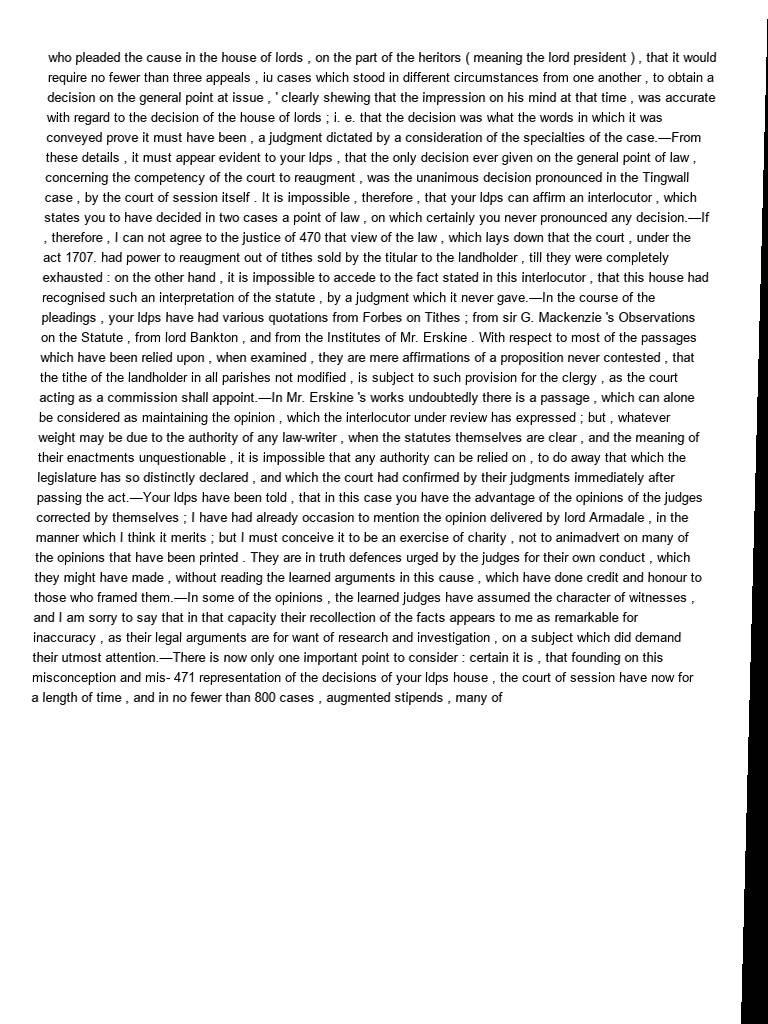 who pleaded the cause in the house of lords , on the part of the heritors ( meaning the lord president ) , that it would
require no fewer than three appeals , iu cases which stood in different circumstances from one another , to obtain a
decision on the general point at issue , ' clearly shewing that the impression on his mind at that time , was accurate
with regard to the decision of the house of lords ; i. e. that the decision was what the words in which it was
conveyed prove it must have been , a judgment dictated by a consideration of the specialties of the case.—From
these details , it must appear evident to your ldps , that the only decision ever given on the general point of law ,
concerning the competency of the court to reaugment , was the unanimous decision pronounced in the Tingwall
case , by the court of session itself . It is impossible , therefore , that your ldps can affirm an interlocutor , which
states you to have decided in two cases a point of law , on which certainly you never pronounced any decision.—If
, therefore , I can not agree to the justice of 470 that view of the law , which lays down that the court , under the
act 1707. had power to reaugment out of tithes sold by the titular to the landholder , till they were completely
exhausted : on the other hand , it is impossible to accede to the fact stated in this interlocutor , that this house had
recognised such an interpretation of the statute , by a judgment which it never gave.—In the course of the
pleadings , your ldps have had various quotations from Forbes on Tithes ; from sir G. Mackenzie 's Observations
on the Statute , from lord Bankton , and from the Institutes of Mr. Erskine . With respect to most of the passages
which have been relied upon , when examined , they are mere affirmations of a proposition never contested , that
the tithe of the landholder in all parishes not modified , is subject to such provision for the clergy , as the court
acting as a commission shall appoint.—In Mr. Erskine 's works undoubtedly there is a passage , which can alone
be considered as maintaining the opinion , which the interlocutor under review has expressed ; but , whatever
weight may be due to the authority of any law-writer , when the statutes themselves are clear , and the meaning of
their enactments unquestionable , it is impossible that any authority can be relied on , to do away that which the
legislature has so distinctly declared , and which the court had confirmed by their judgments immediately after
passing the act.—Your ldps have been told , that in this case you have the advantage of the opinions of the judges
corrected by themselves ; I have had already occasion to mention the opinion delivered by lord Armadale , in the
manner which I think it merits ; but I must conceive it to be an exercise of charity , not to animadvert on many of
the opinions that have been printed . They are in truth defences urged by the judges for their own conduct , which
they might have made , without reading the learned arguments in this cause , which have done credit and honour to
those who framed them.—In some of the opinions , the learned judges have assumed the character of witnesses ,
and I am sorry to say that in that capacity their recollection of the facts appears to me as remarkable for
inaccuracy , as their legal arguments are for want of research and investigation , on a subject which did demand
their utmost attention.—There is now only one important point to consider : certain it is , that founding on this
misconception and mis- 471 representation of the decisions of your ldps house , the court of session have now for
a length of time , and in no fewer than 800 cases , augmented stipends , many of